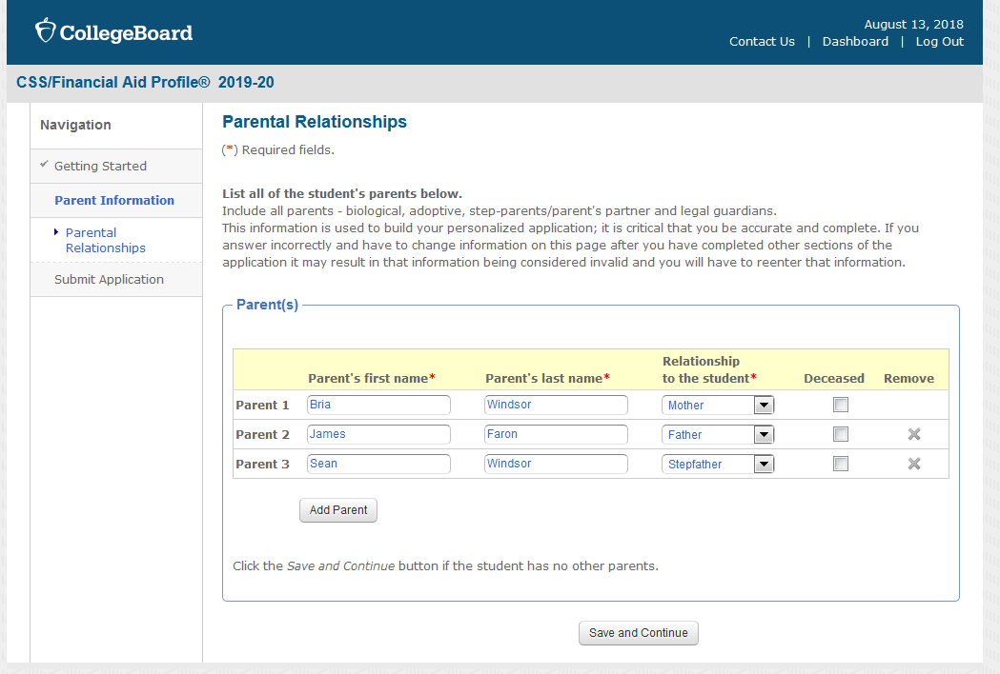 CollegeBoard
August 13, 2018
Contact Us | Dashboard | Log Out
CSS/Financial Aid Profile® 2019-20
Navigation
Getting Started
Parent Information
Parental
Relationships
Submit Application
Parental Relationships
(*) Required fields.
List all of the student's parents below.
Include all parents - biological, adoptive, step-parents/parent's partner and legal guardians.
This information is used to build your personalized application; it is critical that you be accurate and complete. If you
answer incorrectly and have to change information on this page after you have completed other sections of the
application it may result in that information being considered invalid and you will have to reenter that information.
Parent(s)
Relationship
Parent's first name* Parent's last name* to the student* Deceased Remove
Parent 1 Bria Windsor Mother
Parent 2 James Faron Father
Parent 3 Sean Windsor Stepfather
Add Parent
Click the Save and Continue button if the student has no other parents.
Save and Continue